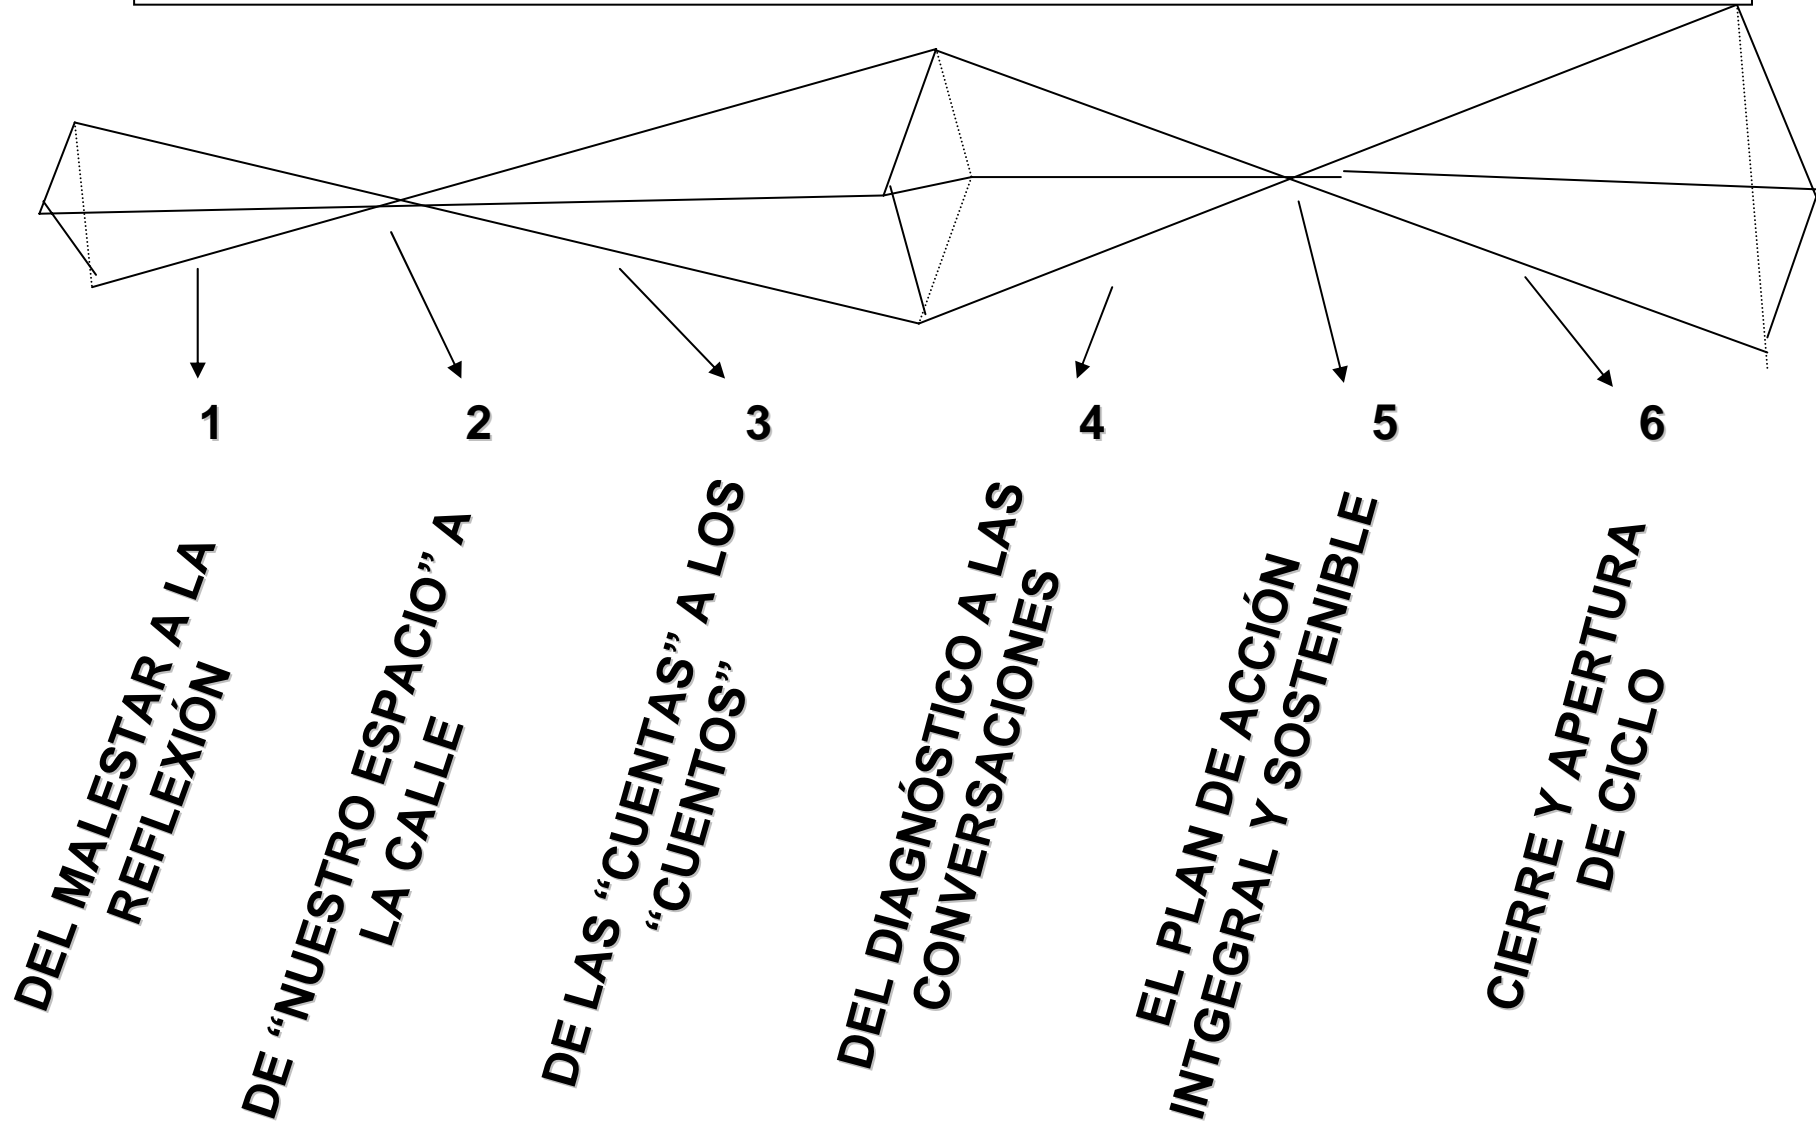 1
2
3
4
5
6
DEL MALESTAR A LA
REFLEXIÓN
DE “NUESTRO ESPACIO” A
LA CALLE
DE LAS “CUENTAS” A LOS
“CUENTOS”
DEL DIAGNÓSTICO A LAS
CONVERSACIONES
EL PLAN DE ACCIÓN
INTGEGRAL Y SOSTENIBLE
CIERRE Y APERTURA
DE CICLO